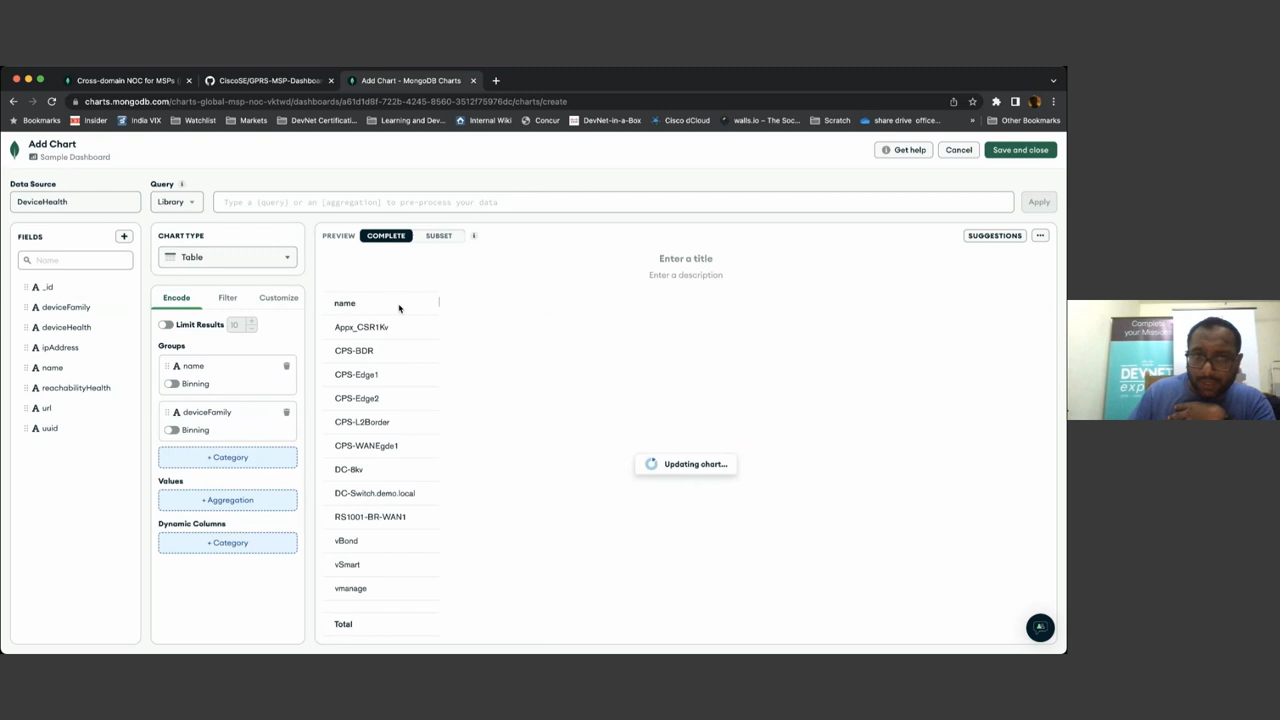 Cross-domain NOC for MSPs (
CiscoSE/GPRS-MSP-Dashboa
Add Chart - MongoDB Charts
charts.mongodb.com/charts-global-msp-noc-vktwd/dashboards/a61d1d8f-722b-4245-8560-3512f75976dc/charts/create
Bookmarks
Insider
India VIX
Watchlist
Markets
DevNet Certificati...
Learning and Dev...
Internal Wiki
Concur
DevNet-in-a-Box
Cisco dCloud
walls.io – The Soc...
Scratch
share drive office...
»
Other Bookmarks
Add Chart
Sample Dashboard
Get help
Cancel
Save and close
Data Source
DeviceHealth
Query
Library
Type a {query} or an [aggregation] to pre-process your data
Apply
FIELDS
Name
_id
deviceFamily
deviceHealth
ipAddress
name
reachabilityHealth
url
uuid
CHART TYPE
Table
Encode
Filter
Customize
Limit Results
10
Groups
name
Binning
deviceFamily
Binning
+ Category
Values
+ Aggregation
Dynamic Columns
+ Category
PREVIEW
COMPLETE
SUBSET
SUGGESTIONS
Enter a title
Enter a description
name
Appx_CSR1Kv
CPS-BDR
CPS-Edge1
CPS-Edge2
CPS-L2Border
CPS-WANEgde1
DC-8kv
DC-Switch.demo.local
RS1001-BR-WAN1
vBond
vSmart
vmanage
Total
Updating chart...
your Mission
DEVNET